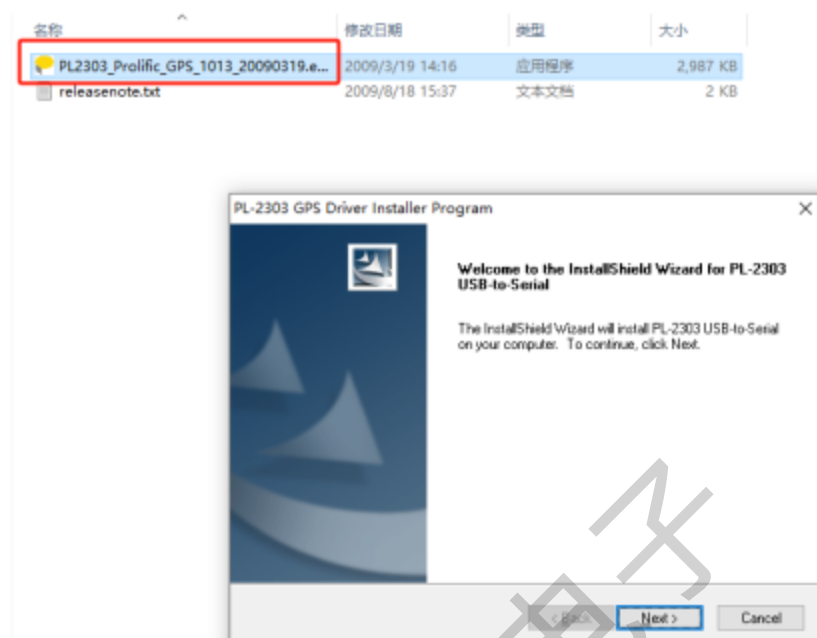 名称 修改日期 类型 大小
PL2303_Prolific_GPS_1013_20090319.e... 2009/3/19 14:16 应用程序 2,987 KB
releasenote.txt 2009/8/18 15:37 文本文档 2 KB
PL-2303 GPS Driver Installer Program
Welcome to the InstallShield Wizard for PL-2303
USB-to-Serial
The InstallShield Wizard will install PL-2303 USB-to-Serial
on your computer. To continue, click Next.
< Back Next > Cancel